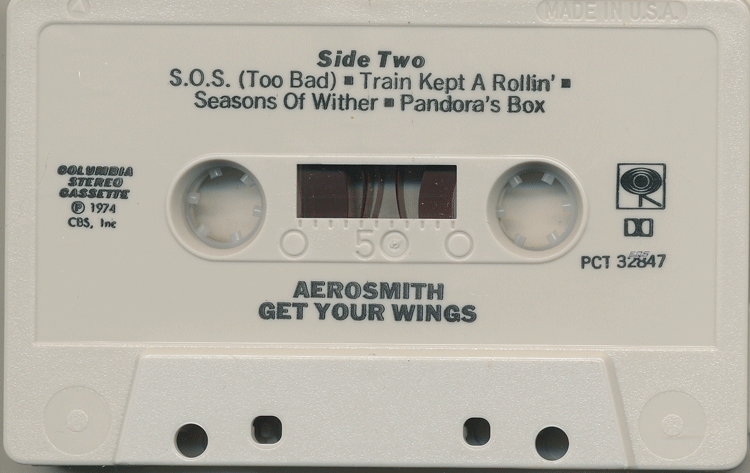 MADE IN U.S.A.
Side Two
S.O.S. (Too Bad) ■ Train Kept A Rollin' ■
Seasons Of Wither ■ Pandora's Box
COLUMBIA
STEREO
CASSETTE
℗ 1974
CBS, Inc
50
PCT 32847
AEROSMITH
GET YOUR WINGS